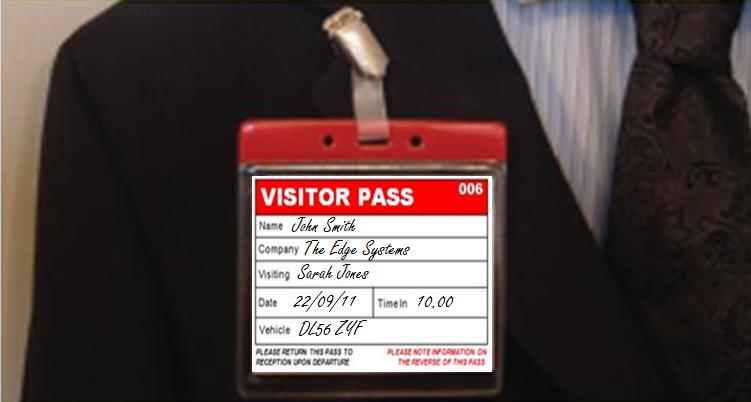 VISITOR PASS 006
Name John Smith
Company The Edge Systems
Visiting Sarah Jones
Date 22/09/11 Time In 10.00
Vehicle DL56 ZYF
PLEASE RETURN THIS PASS TO
RECEPTION UPON DEPARTURE
PLEASE NOTE INFORMATION ON
THE REVERSE OF THIS PASS.